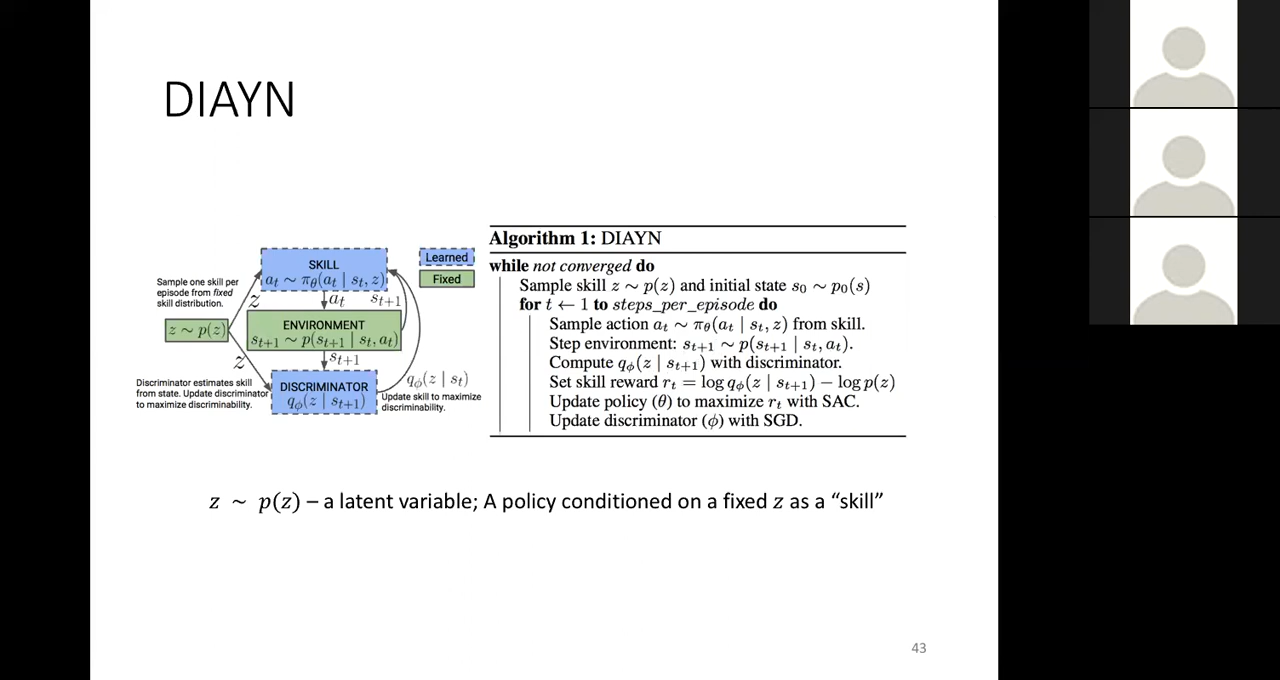 DIAYN
SKILL
a_t ~ π_θ(a_t | s_t, z)
Learned
Fixed
Sample one skill per
episode from fixed
skill distribution.
z
a_t
s_{t+1}
z ~ p(z)
ENVIRONMENT
s_{t+1} ~ p(s_{t+1} | s_t, a_t)
z
s_{t+1}
Discriminator estimates skill
from state. Update discriminator
to maximize discriminability.
DISCRIMINATOR
q_ϕ(z | s_{t+1})
q_ϕ(z | s_t)
Update skill to maximize
discriminability.
Algorithm 1: DIAYN
while not converged do
Sample skill z ~ p(z) and initial state s_0 ~ p_0(s)
for t ← 1 to steps_per_episode do
Sample action a_t ~ π_θ(a_t | s_t, z) from skill.
Step environment: s_{t+1} ~ p(s_{t+1} | s_t, a_t).
Compute q_ϕ(z | s_{t+1}) with discriminator.
Set skill reward r_t = log q_ϕ(z | s_{t+1}) − log p(z)
Update policy (θ) to maximize r_t with SAC.
Update discriminator (ϕ) with SGD.
z ~ p(z) – a latent variable; A policy conditioned on a fixed z as a “skill”
43